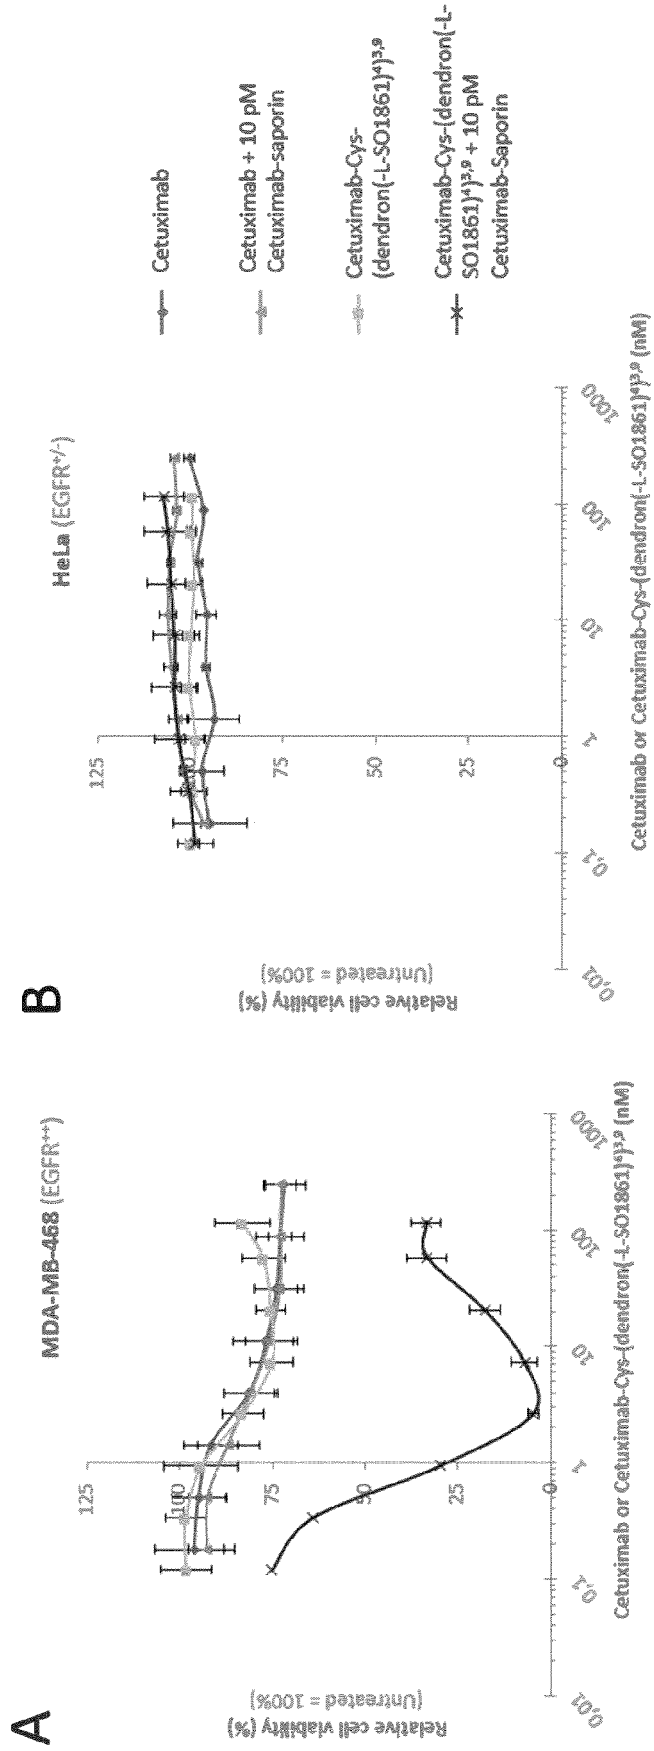 A
MDA-MB-468 (EGFR⁺⁺)
Relative cell viability (%)
(Untreated = 100%)
125
100
75
50
25
0
0,01
0,1
1
10
100
1000
Cetuximab or Cetuximab-Cys-(dendron(-L-SO1861)⁴)³,⁹ (nM)
B
HeLa (EGFR⁺/⁻)
Relative cell viability (%)
(Untreated = 100%)
125
100
75
50
25
0
0,01
0,1
1
10
100
1000
Cetuximab or Cetuximab-Cys-(dendron(-L-SO1861)⁴)³,⁹ (nM)
Cetuximab
Cetuximab + 10 pM
Cetuximab-saporin
Cetuximab-Cys-
(dendron(-L-SO1861)⁴)³,⁹
Cetuximab-Cys-(dendron(-L-
SO1861)⁴)³,⁹ + 10 pM
Cetuximab-Saporin